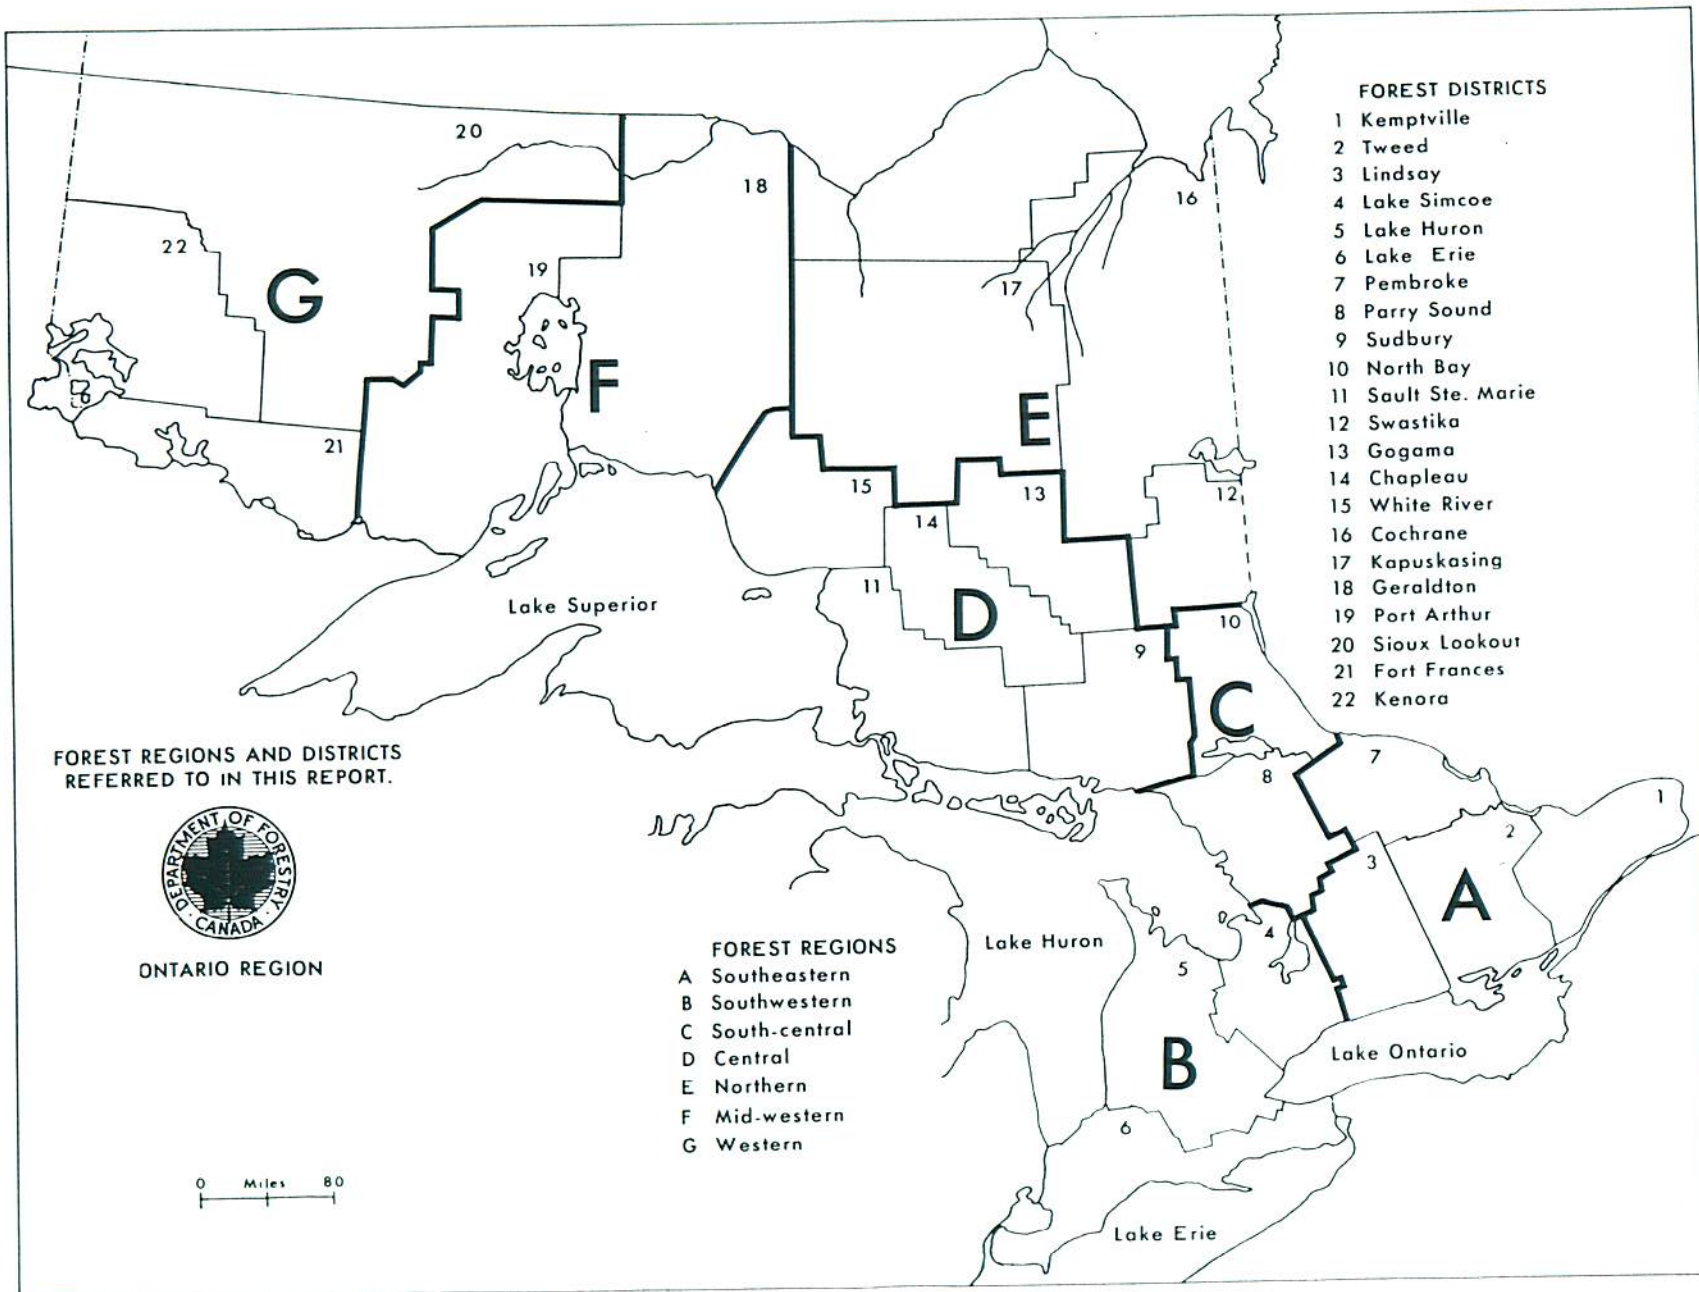 FOREST DISTRICTS
1 Kemptville
2 Tweed
3 Lindsay
4 Lake Simcoe
5 Lake Huron
6 Lake Erie
7 Pembroke
8 Parry Sound
9 Sudbury
10 North Bay
11 Sault Ste. Marie
12 Swastika
13 Gogama
14 Chapleau
15 White River
16 Cochrane
17 Kapuskasing
18 Geraldton
19 Port Arthur
20 Sioux Lookout
21 Fort Frances
22 Kenora
20
18
16
22
G
19
17
F
E
21
15
13
12
14
11
D
Lake Superior
10
9
C
8
7
1
2
3
A
4
5
Lake Huron
B
Lake Ontario
6
Lake Erie
FOREST REGIONS AND DISTRICTS
REFERRED TO IN THIS REPORT.
DEPARTMENT OF FORESTRY
· CANADA ·
ONTARIO REGION
FOREST REGIONS
A Southeastern
B Southwestern
C South-central
D Central
E Northern
F Mid-western
G Western
0 Miles 80